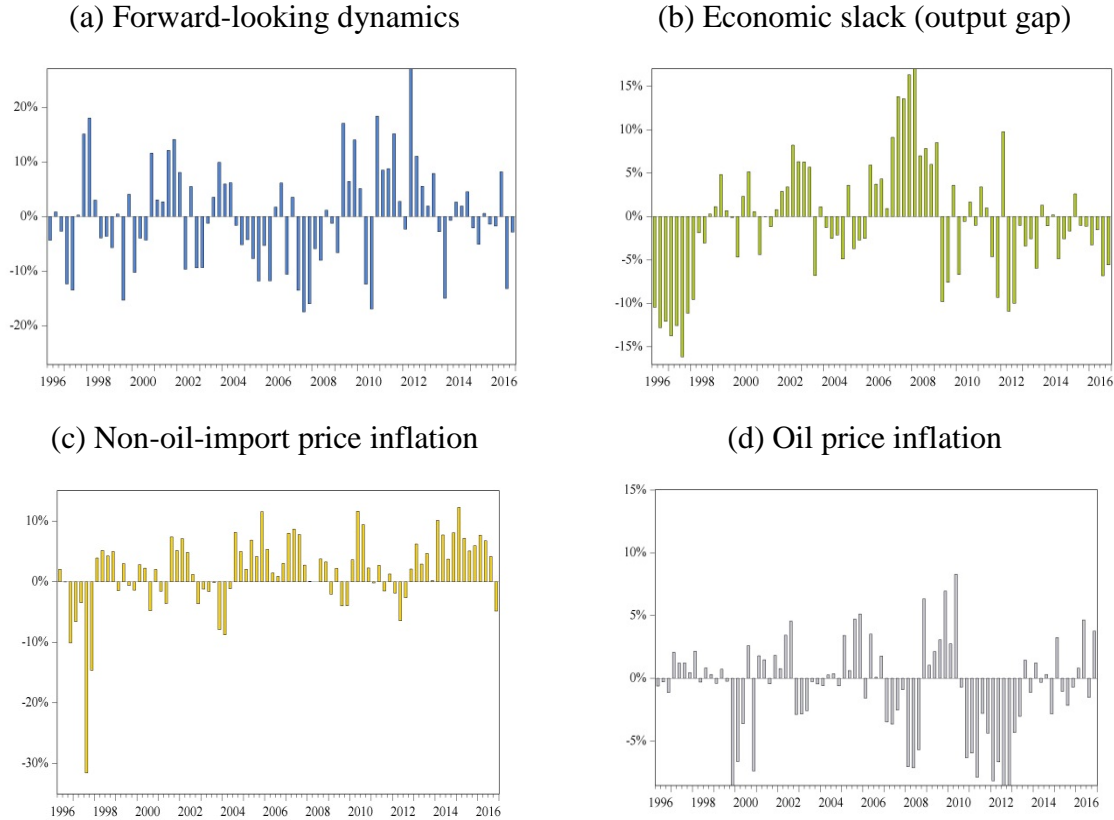 (a) Forward-looking dynamics
(b) Economic slack (output gap)
20%
10%
0%
-10%
-20%
1996 1998 2000 2002 2004 2006 2008 2010 2012 2014 2016
15%
10%
5%
0%
-5%
-10%
-15%
1996 1998 2000 2002 2004 2006 2008 2010 2012 2014 2016
(c) Non-oil-import price inflation
(d) Oil price inflation
10%
0%
-10%
-20%
-30%
1996 1998 2000 2002 2004 2006 2008 2010 2012 2014 2016
15%
10%
5%
0%
-5%
1996 1998 2000 2002 2004 2006 2008 2010 2012 2014 2016